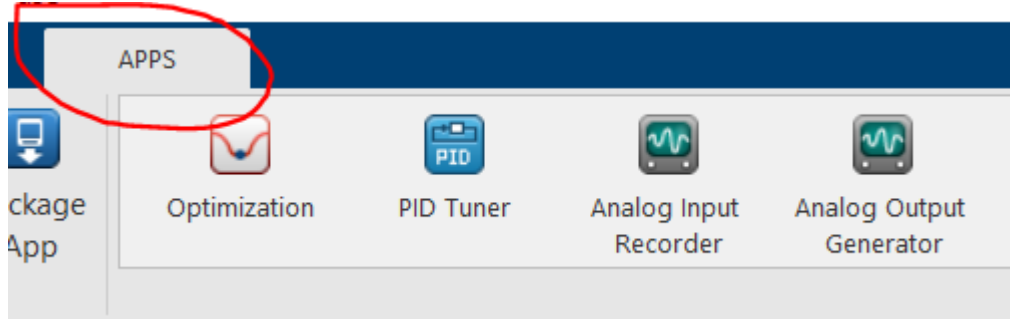 APPS
PID
ckage
App
Optimization
PID Tuner
Analog Input
Recorder
Analog Output
Generator